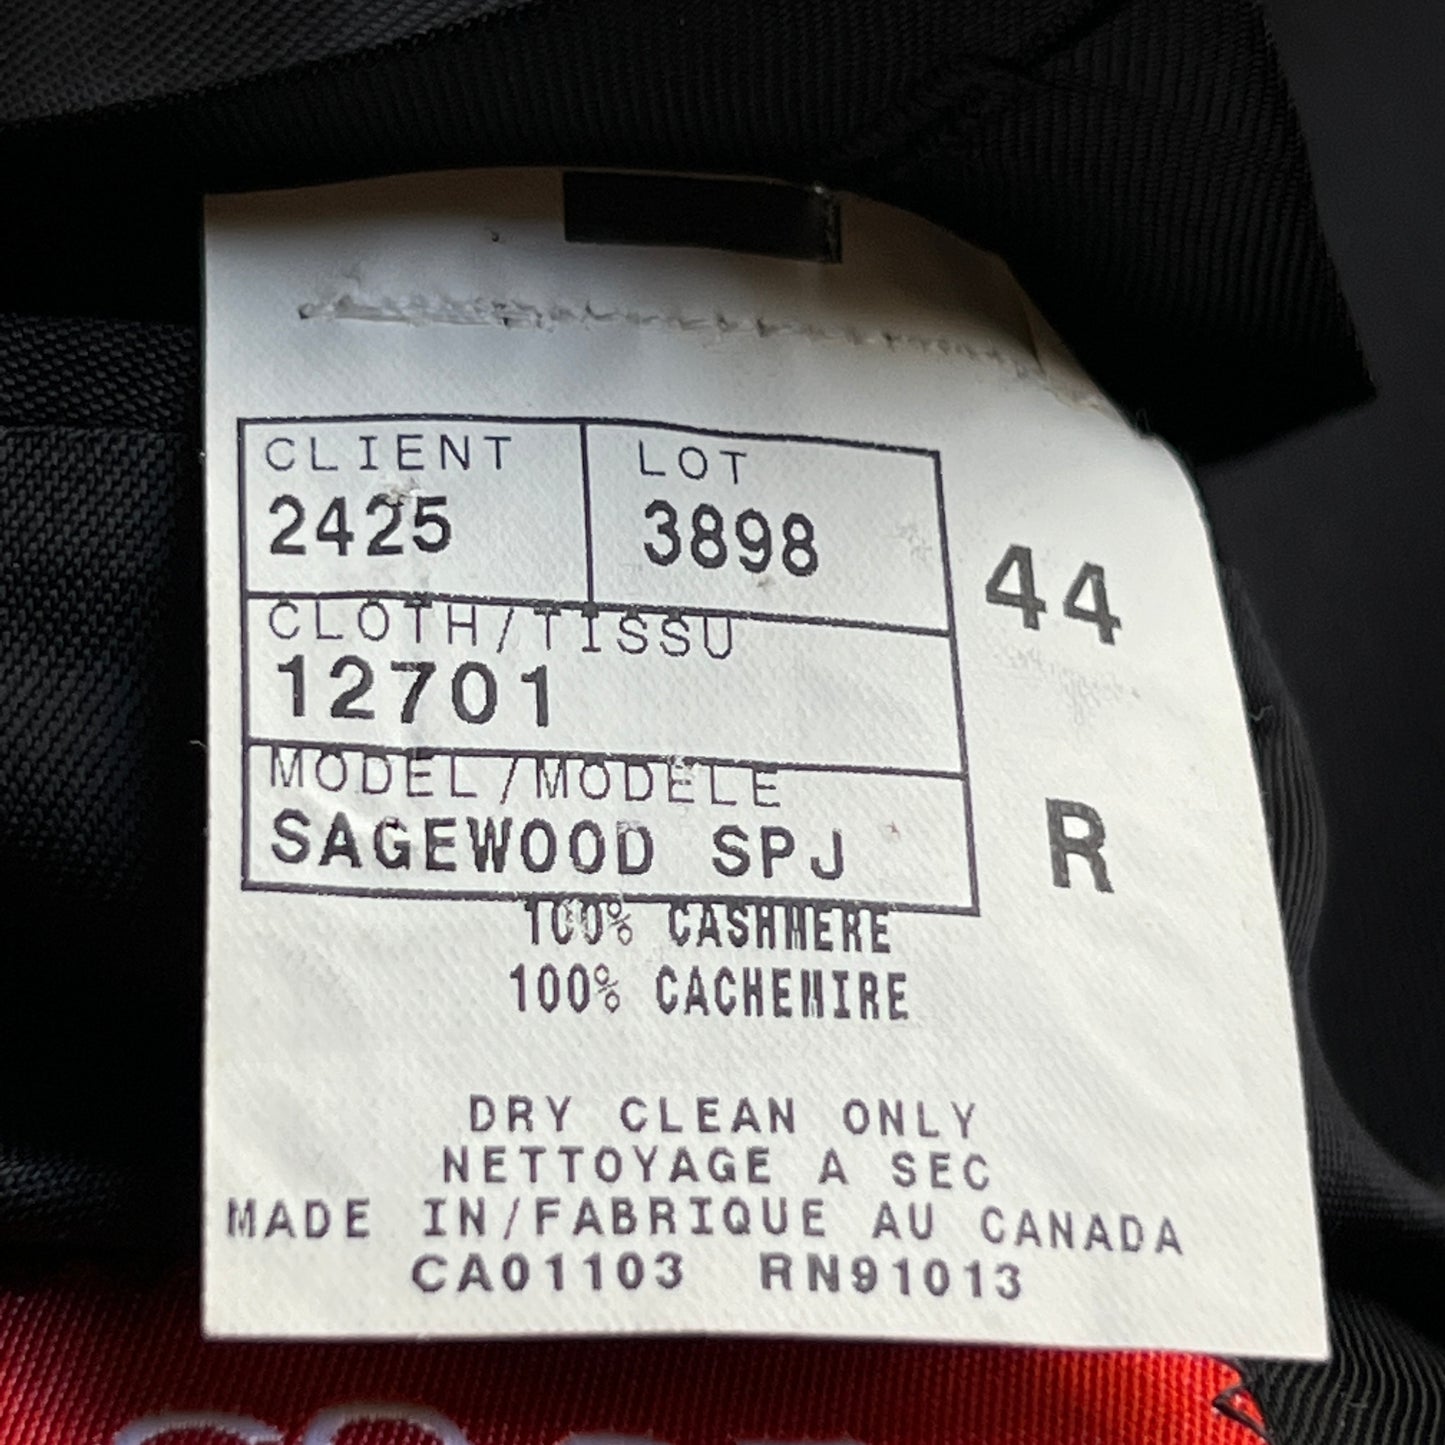 CLIENT LOT
2425 3898
44
CLOTH/TISSU
12701
MODEL/MODELE
SAGEWOOD SPJ
R
100% CASHMERE
100% CACHEMIRE
DRY CLEAN ONLY
NETTOYAGE A SEC
MADE IN/FABRIQUE AU CANADA
CA01103 RN91013